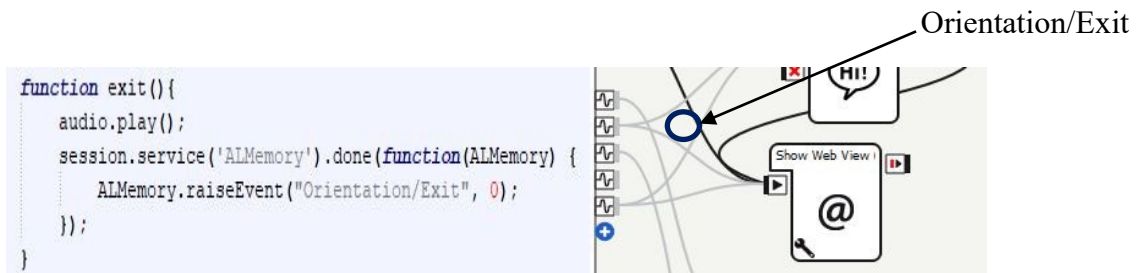 Orientation/Exit
function exit(){
audio.play();
session.service('ALMemory').done(function(ALMemory) {
ALMemory.raiseEvent("Orientation/Exit", 0);
});
}
Hi!
Show Web View
@